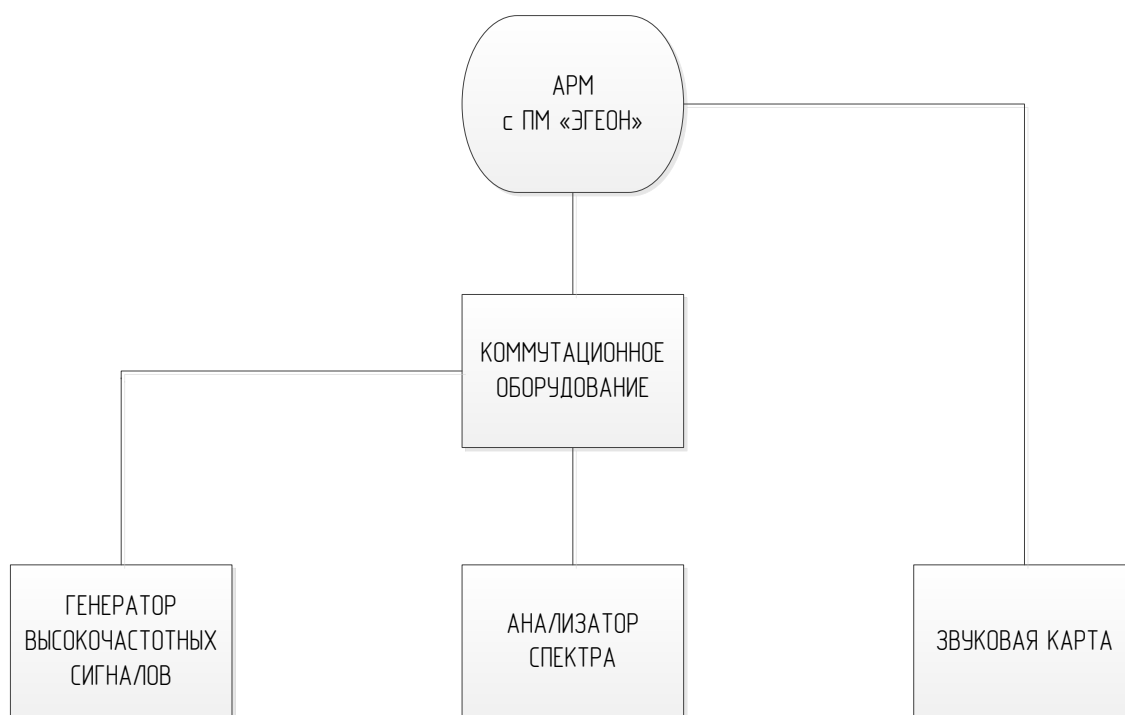 АРМ
с ПМ «ЭГЕОН»
КОММУТАЦИОННОЕ
ОБОРУДОВАНИЕ
ГЕНЕРАТОР
ВЫСОКОЧАСТОТНЫХ
СИГНАЛОВ
АНАЛИЗАТОР
СПЕКТРА
ЗВУКОВАЯ КАРТА